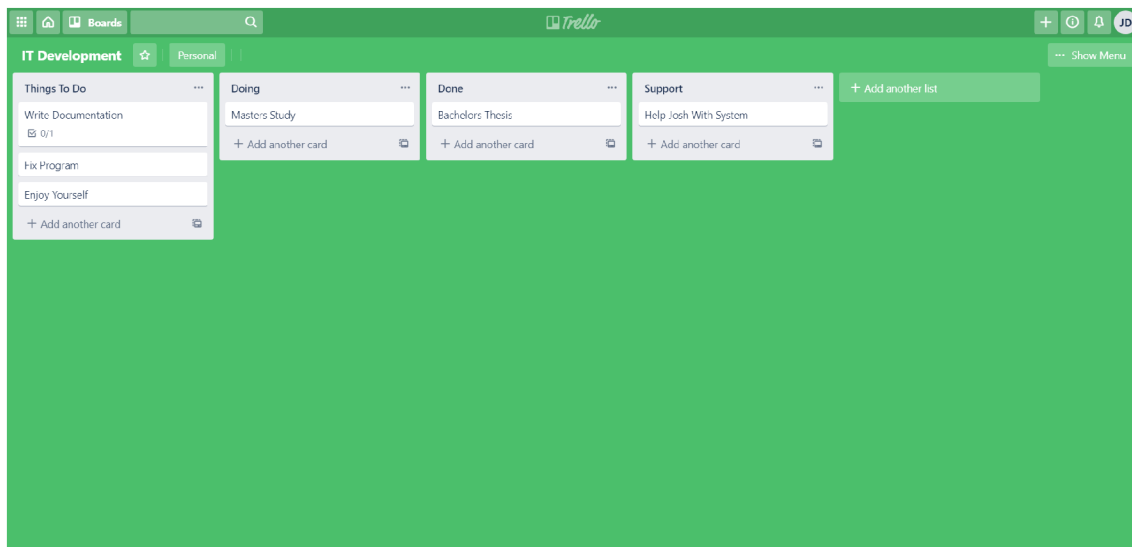 Boards
Trello
JD
IT Development
Personal
··· Show Menu
Things To Do ···
Write Documentation
0/1
Fix Program
Enjoy Yourself
+ Add another card
Doing ···
Masters Study
+ Add another card
Done ···
Bachelors Thesis
+ Add another card
Support ···
Help Josh With System
+ Add another card
+ Add another list